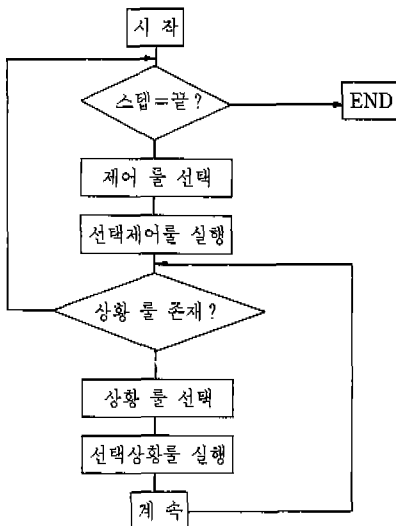 시 작
스텝=끝?
END
제어 룰 선택
선택제어룰 실행
상황 룰 존재?
상황 룰 선택
선택상황룰 실행
계 속